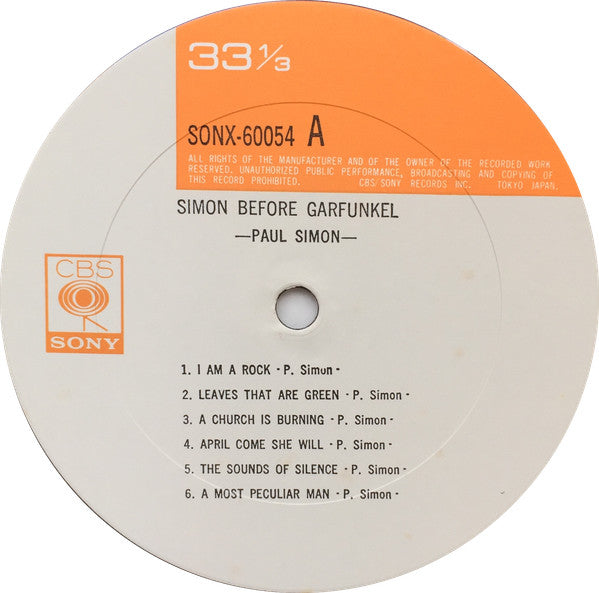 33⅓
SONX-60054 A
ALL RIGHTS OF THE MANUFACTURER AND OF THE OWNER OF THE RECORDED WORK
RESERVED. UNAUTHORIZED PUBLIC PERFORMANCE, BROADCASTING AND COPYING OF
THIS RECORD PROHIBITED. CBS/SONY RECORDS INC. TOKYO JAPAN.
SIMON BEFORE GARFUNKEL
—PAUL SIMON—
CBS
SONY
1. I AM A ROCK - P. Simon -
2. LEAVES THAT ARE GREEN - P. Simon -
3. A CHURCH IS BURNING - P. Simon -
4. APRIL COME SHE WILL - P. Simon -
5. THE SOUNDS OF SILENCE - P. Simon -
6. A MOST PECULIAR MAN - P. Simon -